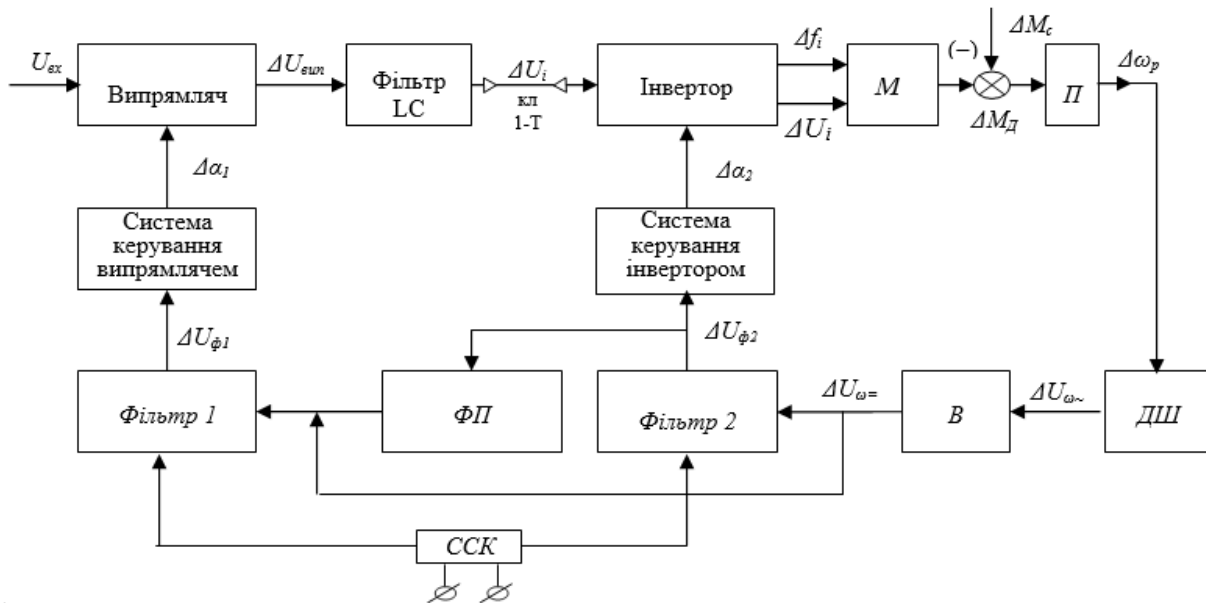 U_вх
Випрямляч
ΔU_вип
Фільтр
LC
ΔU_i
кл
1-Т
Інвертор
Δf_i
ΔU_i
М
(−)
ΔM_c
ΔM_Д
П
Δω_р
Δα_1
Δα_2
Система
керування
випрямлячем
Система
керування
інвертором
ΔU_ф1
ΔU_ф2
Фільтр 1
ФП
Фільтр 2
ΔU_ω=
В
ΔU_ω~
ДШ
ССК